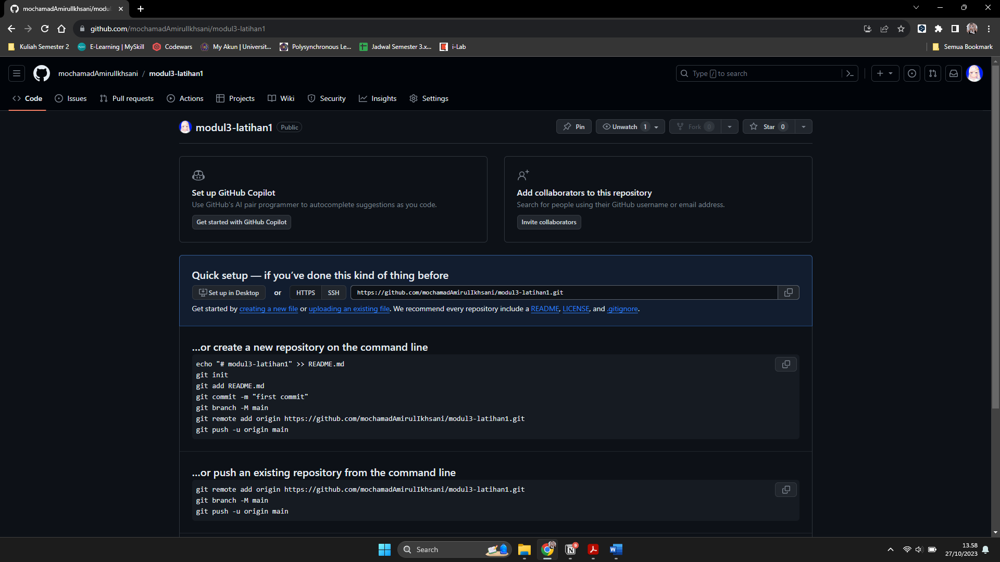 mochamadAmirulIkhsani/modul
github.com/mochamadAmirulIkhsani/modul3-latihan1
Kuliah Semester 2
E-Learning | MySkill
Codewars
My Akun | Universit...
Polysynchronous Le...
Jadwal Semester 3.x...
i-Lab
Semua Bookmark
mochamadAmirulIkhsani / modul3-latihan1
Type / to search
Code
Issues
Pull requests
Actions
Projects
Wiki
Security
Insights
Settings
modul3-latihan1 Public
Pin
Unwatch 1
Fork 0
Star 0
Set up GitHub Copilot
Use GitHub's AI pair programmer to autocomplete suggestions as you code.
Get started with GitHub Copilot
Add collaborators to this repository
Search for people using their GitHub username or email address.
Invite collaborators
Quick setup — if you’ve done this kind of thing before
Set up in Desktop or HTTPS SSH https://github.com/mochamadAmirulIkhsani/modul3-latihan1.git
Get started by creating a new file or uploading an existing file. We recommend every repository include a README, LICENSE, and .gitignore.
…or create a new repository on the command line
echo "# modul3-latihan1" >> README.md
git init
git add README.md
git commit -m "first commit"
git branch -M main
git remote add origin https://github.com/mochamadAmirulIkhsani/modul3-latihan1.git
git push -u origin main
…or push an existing repository from the command line
git remote add origin https://github.com/mochamadAmirulIkhsani/modul3-latihan1.git
git branch -M main
git push -u origin main
Search
9
13.58
27/10/2023